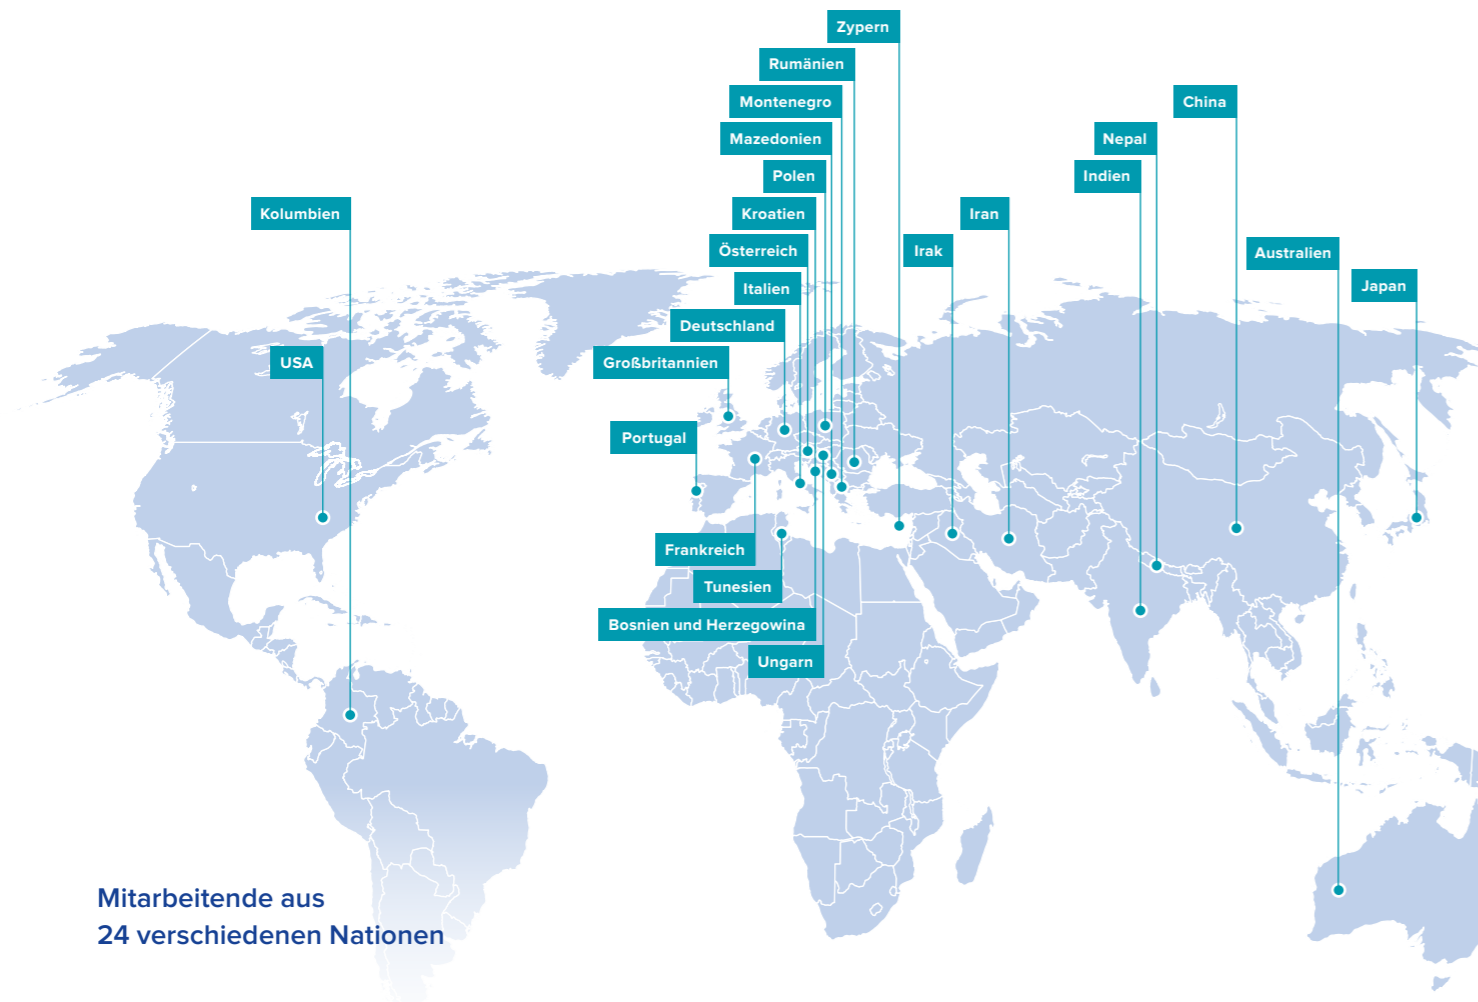 Zypern
Rumänien
Montenegro
China
Mazedonien
Nepal
Polen
Indien
Kolumbien
Kroatien
Iran
Österreich
Irak
Australien
Italien
Japan
Deutschland
USA
Großbritannien
Portugal
Frankreich
Tunesien
Bosnien und Herzegowina
Ungarn
Mitarbeitende aus
24 verschiedenen Nationen